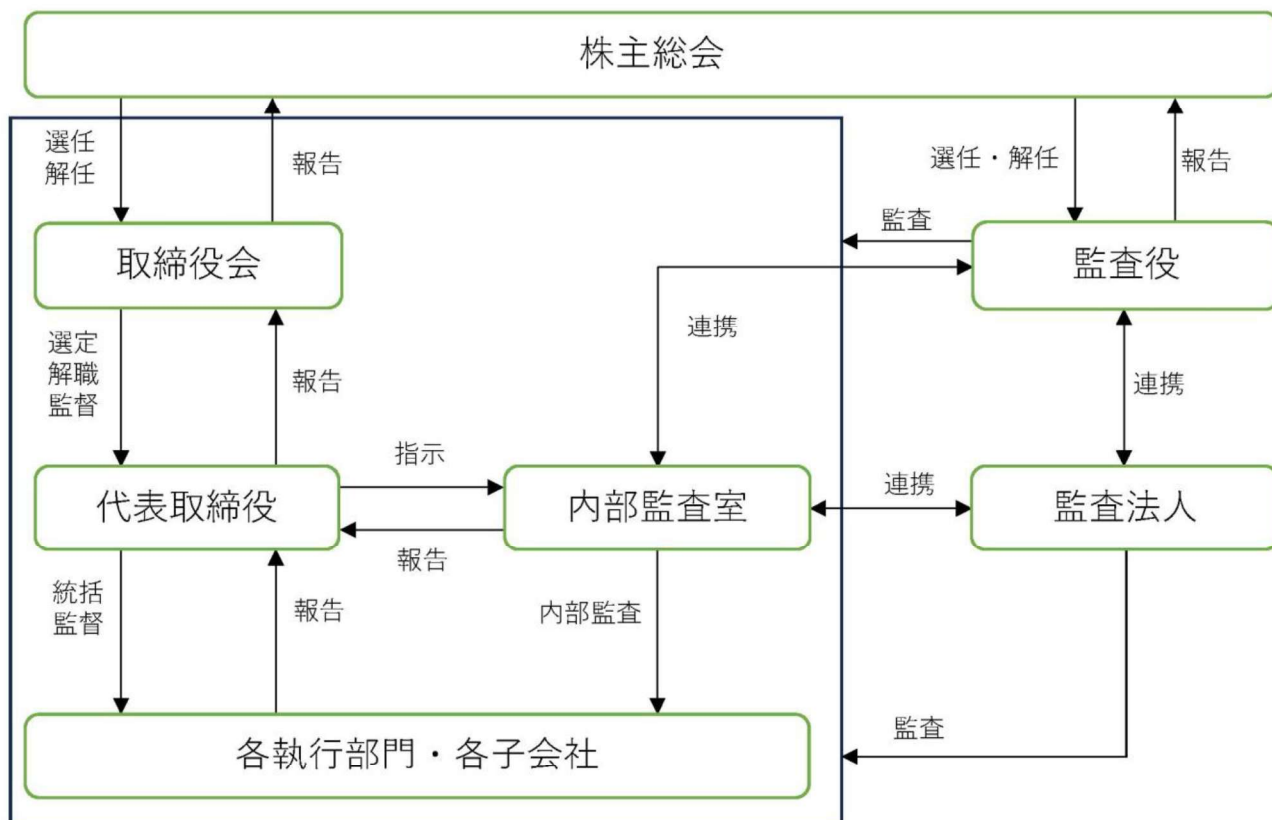 株主総会
選任
解任
報告
選任・解任
報告
取締役会
監査
監査役
選定
解職
監督
報告
連携
連携
代表取締役
指示
報告
内部監査室
連携
監査法人
統括
監督
報告
内部監査
監査
各執行部門・各子会社